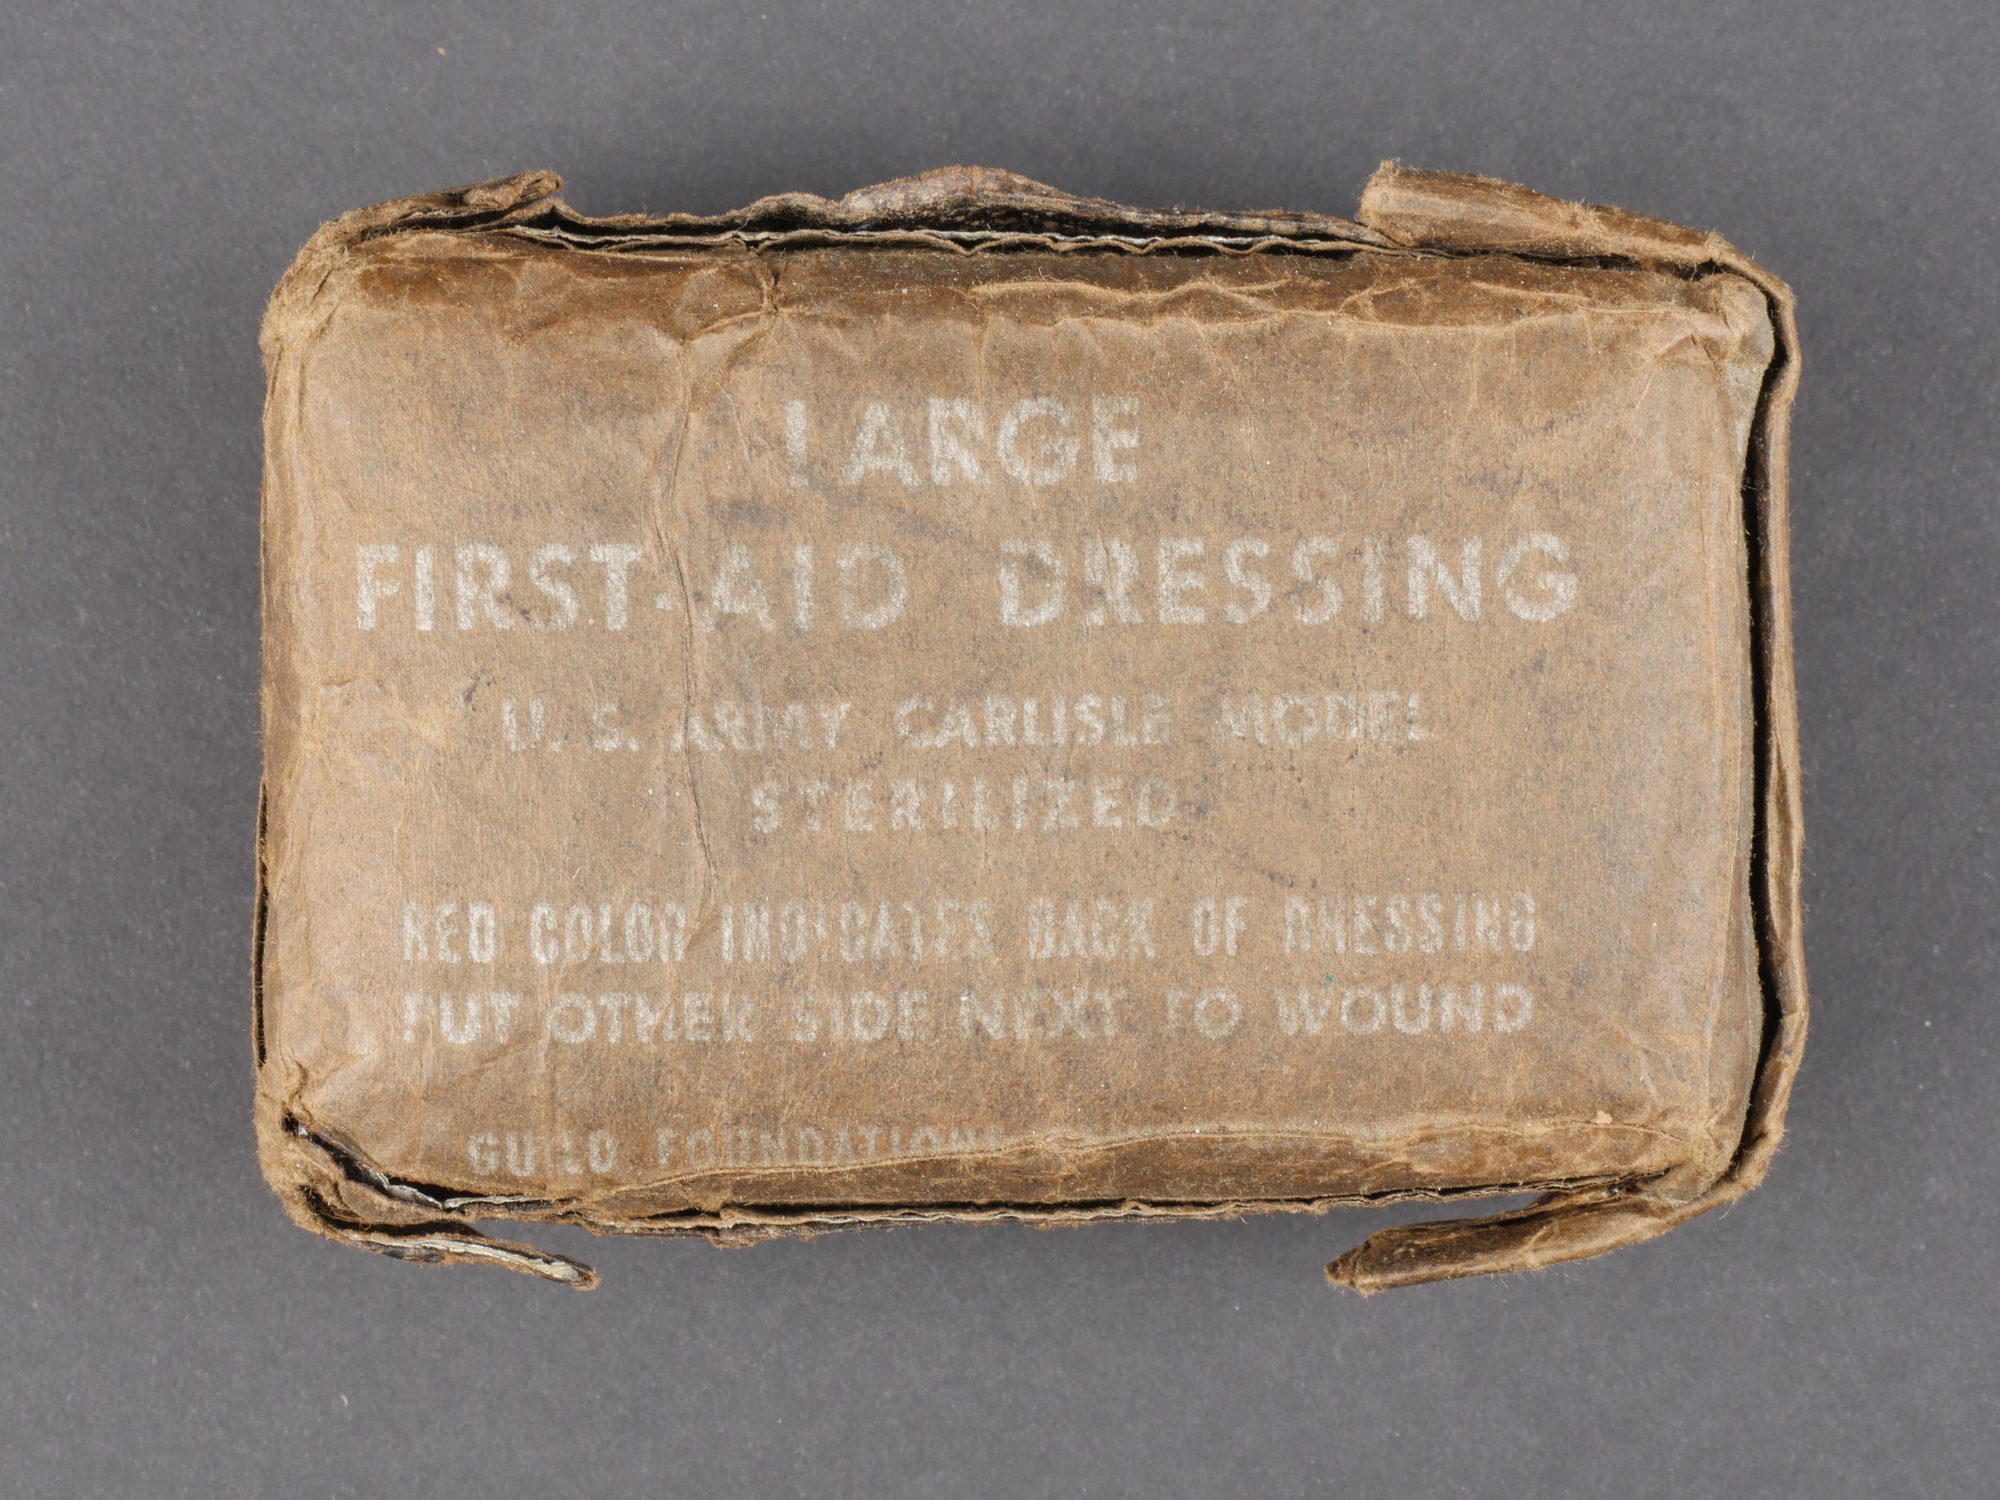 LARGE
FIRST-AID DRESSING
U. S. ARMY CARLISLE MODEL
STERILIZED
RED COLOR INDICATES BACK OF DRESSING
PUT OTHER SIDE NEXT TO WOUND
GUILD FOUNDATIONS